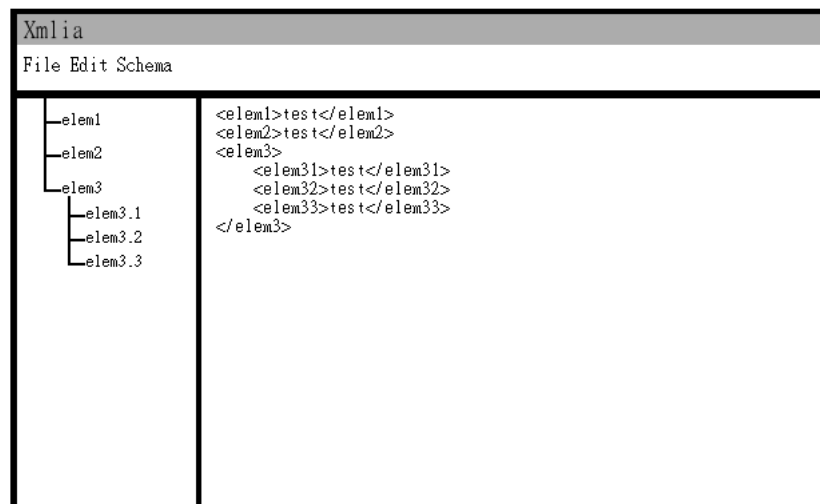 Xmlia
File Edit Schema
elem1
elem2
elem3
elem3.1
elem3.2
elem3.3
<elem1>test</elem1>
<elem2>test</elem2>
<elem3>
    <elem31>test</elem31>
    <elem32>test</elem32>
    <elem33>test</elem33>
</elem3>